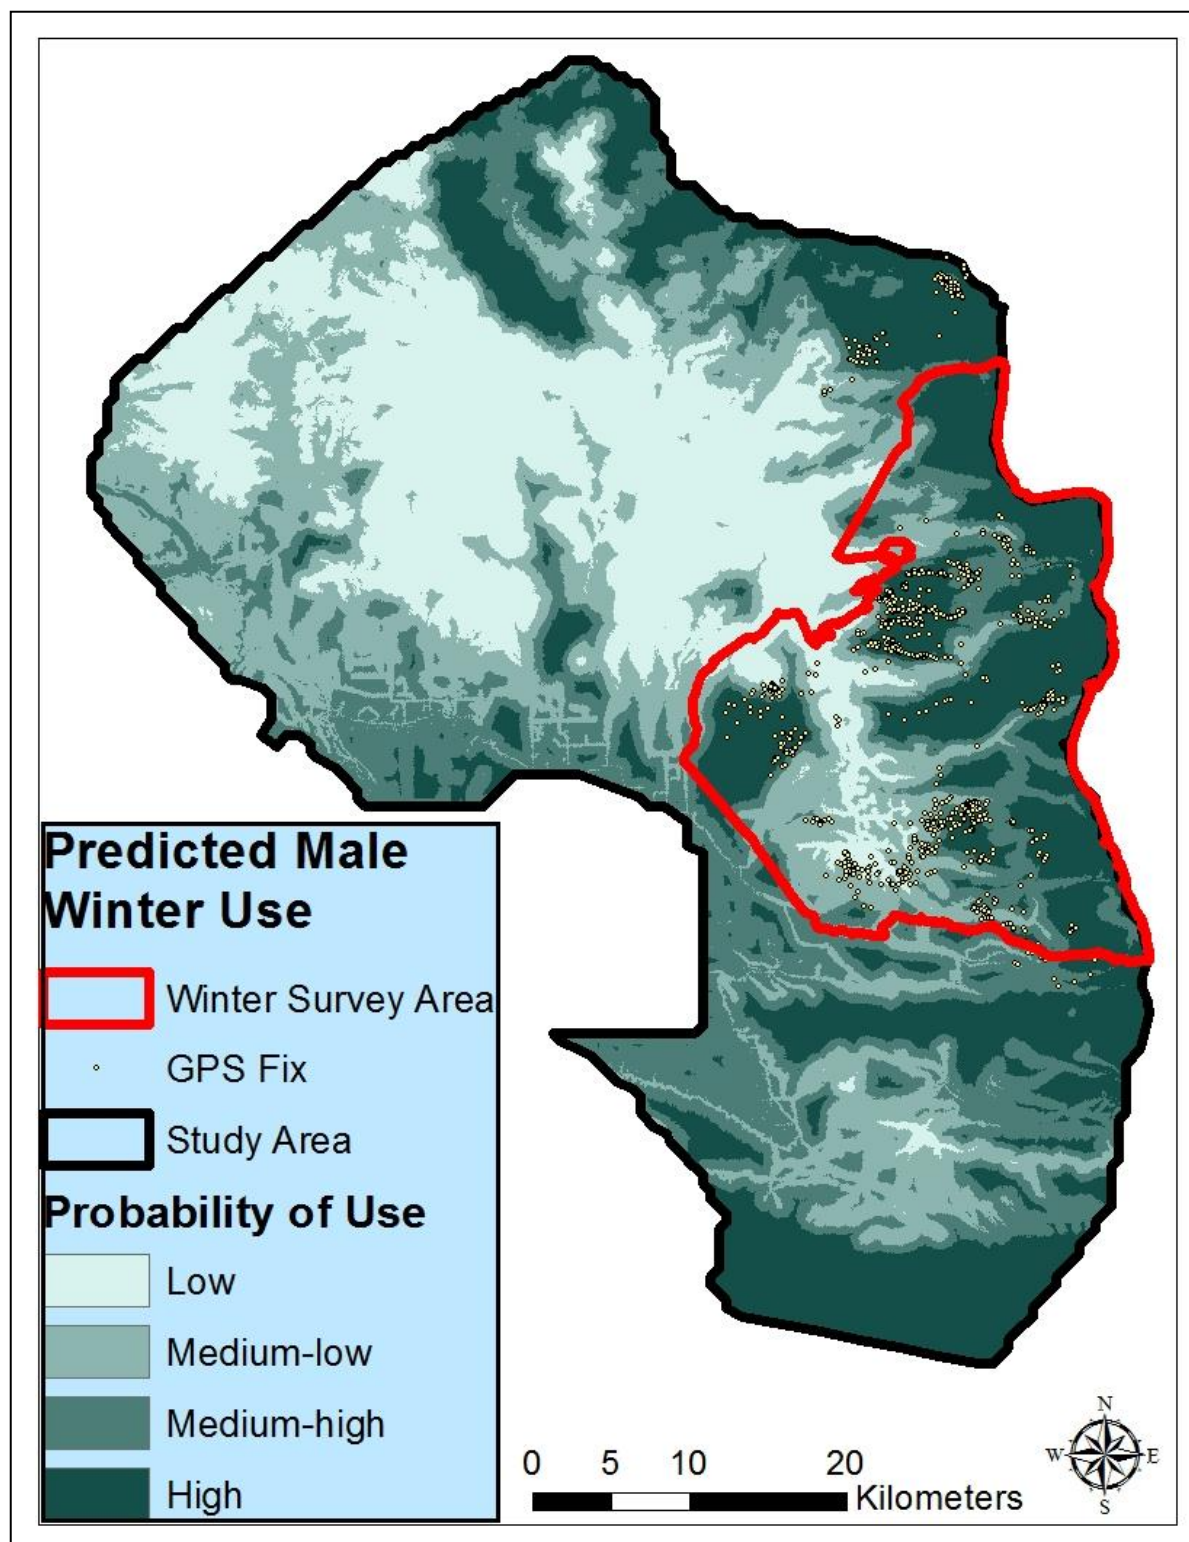 Predicted Male
Winter Use
Winter Survey Area
GPS Fix
Study Area
Probability of Use
Low
Medium-low
Medium-high
High
0 5 10 20
Kilometers
N
W E
S